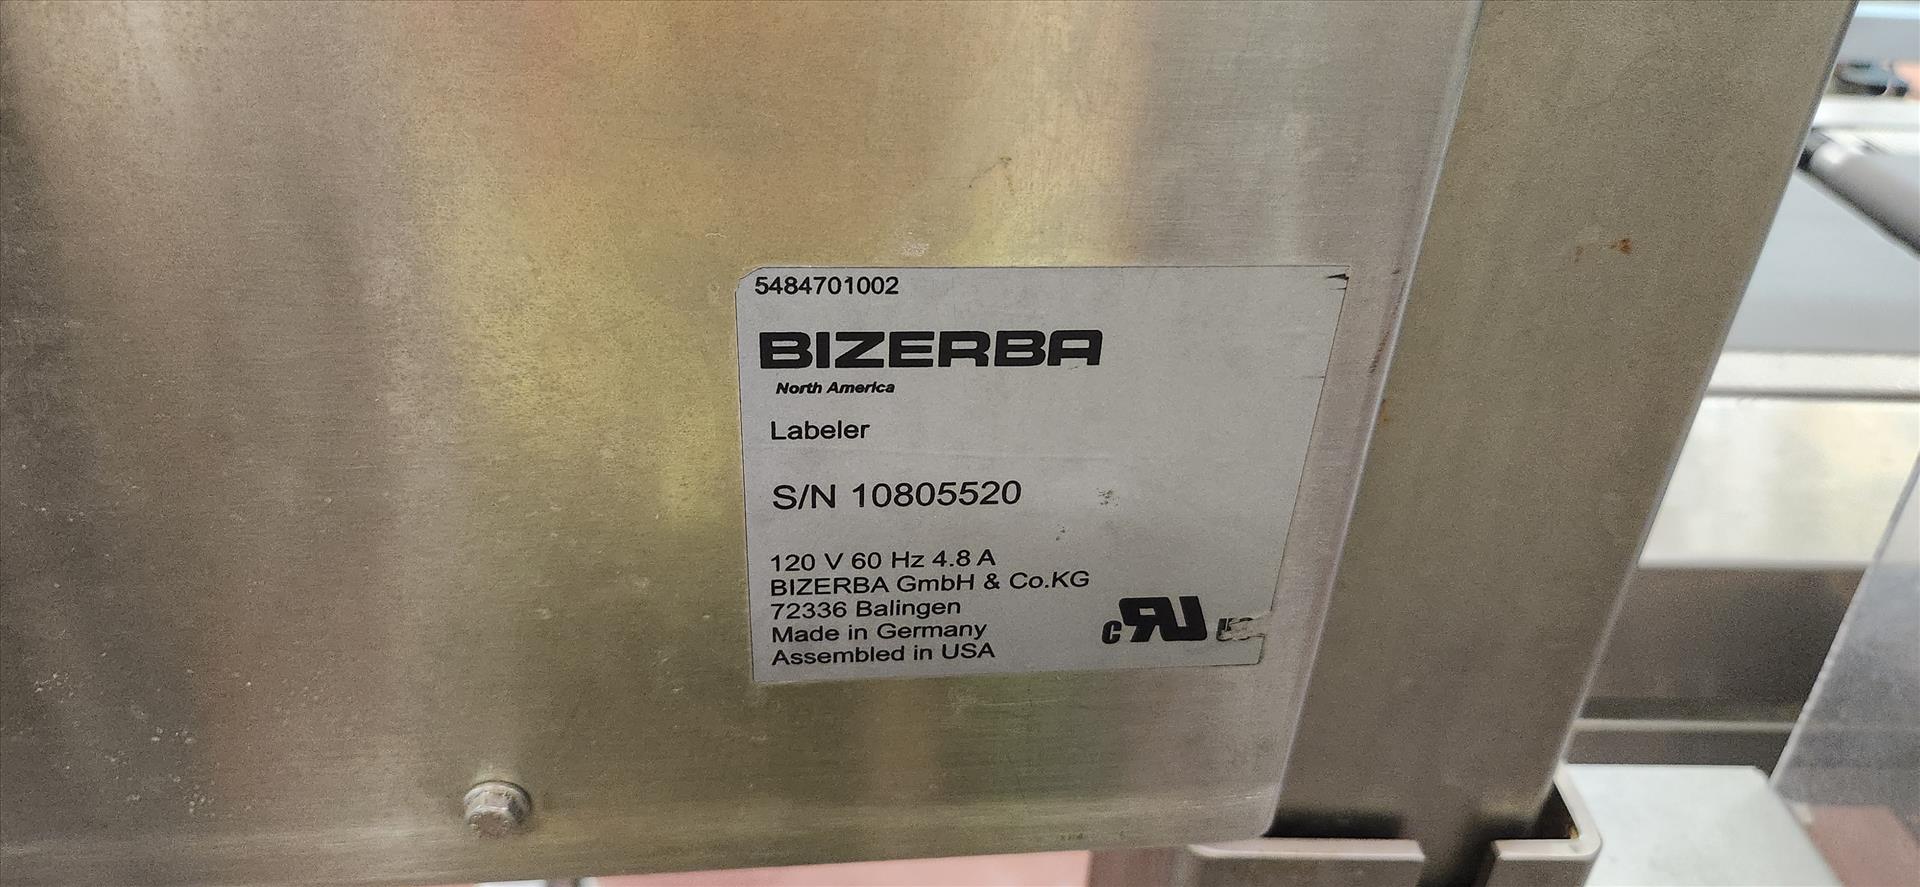 5484701002
BIZERBA
North America
Labeler
S/N 10805520
120 V 60 Hz 4.8 A
BIZERBA GmbH & Co.KG
72336 Balingen
Made in Germany
Assembled in USA
c RU